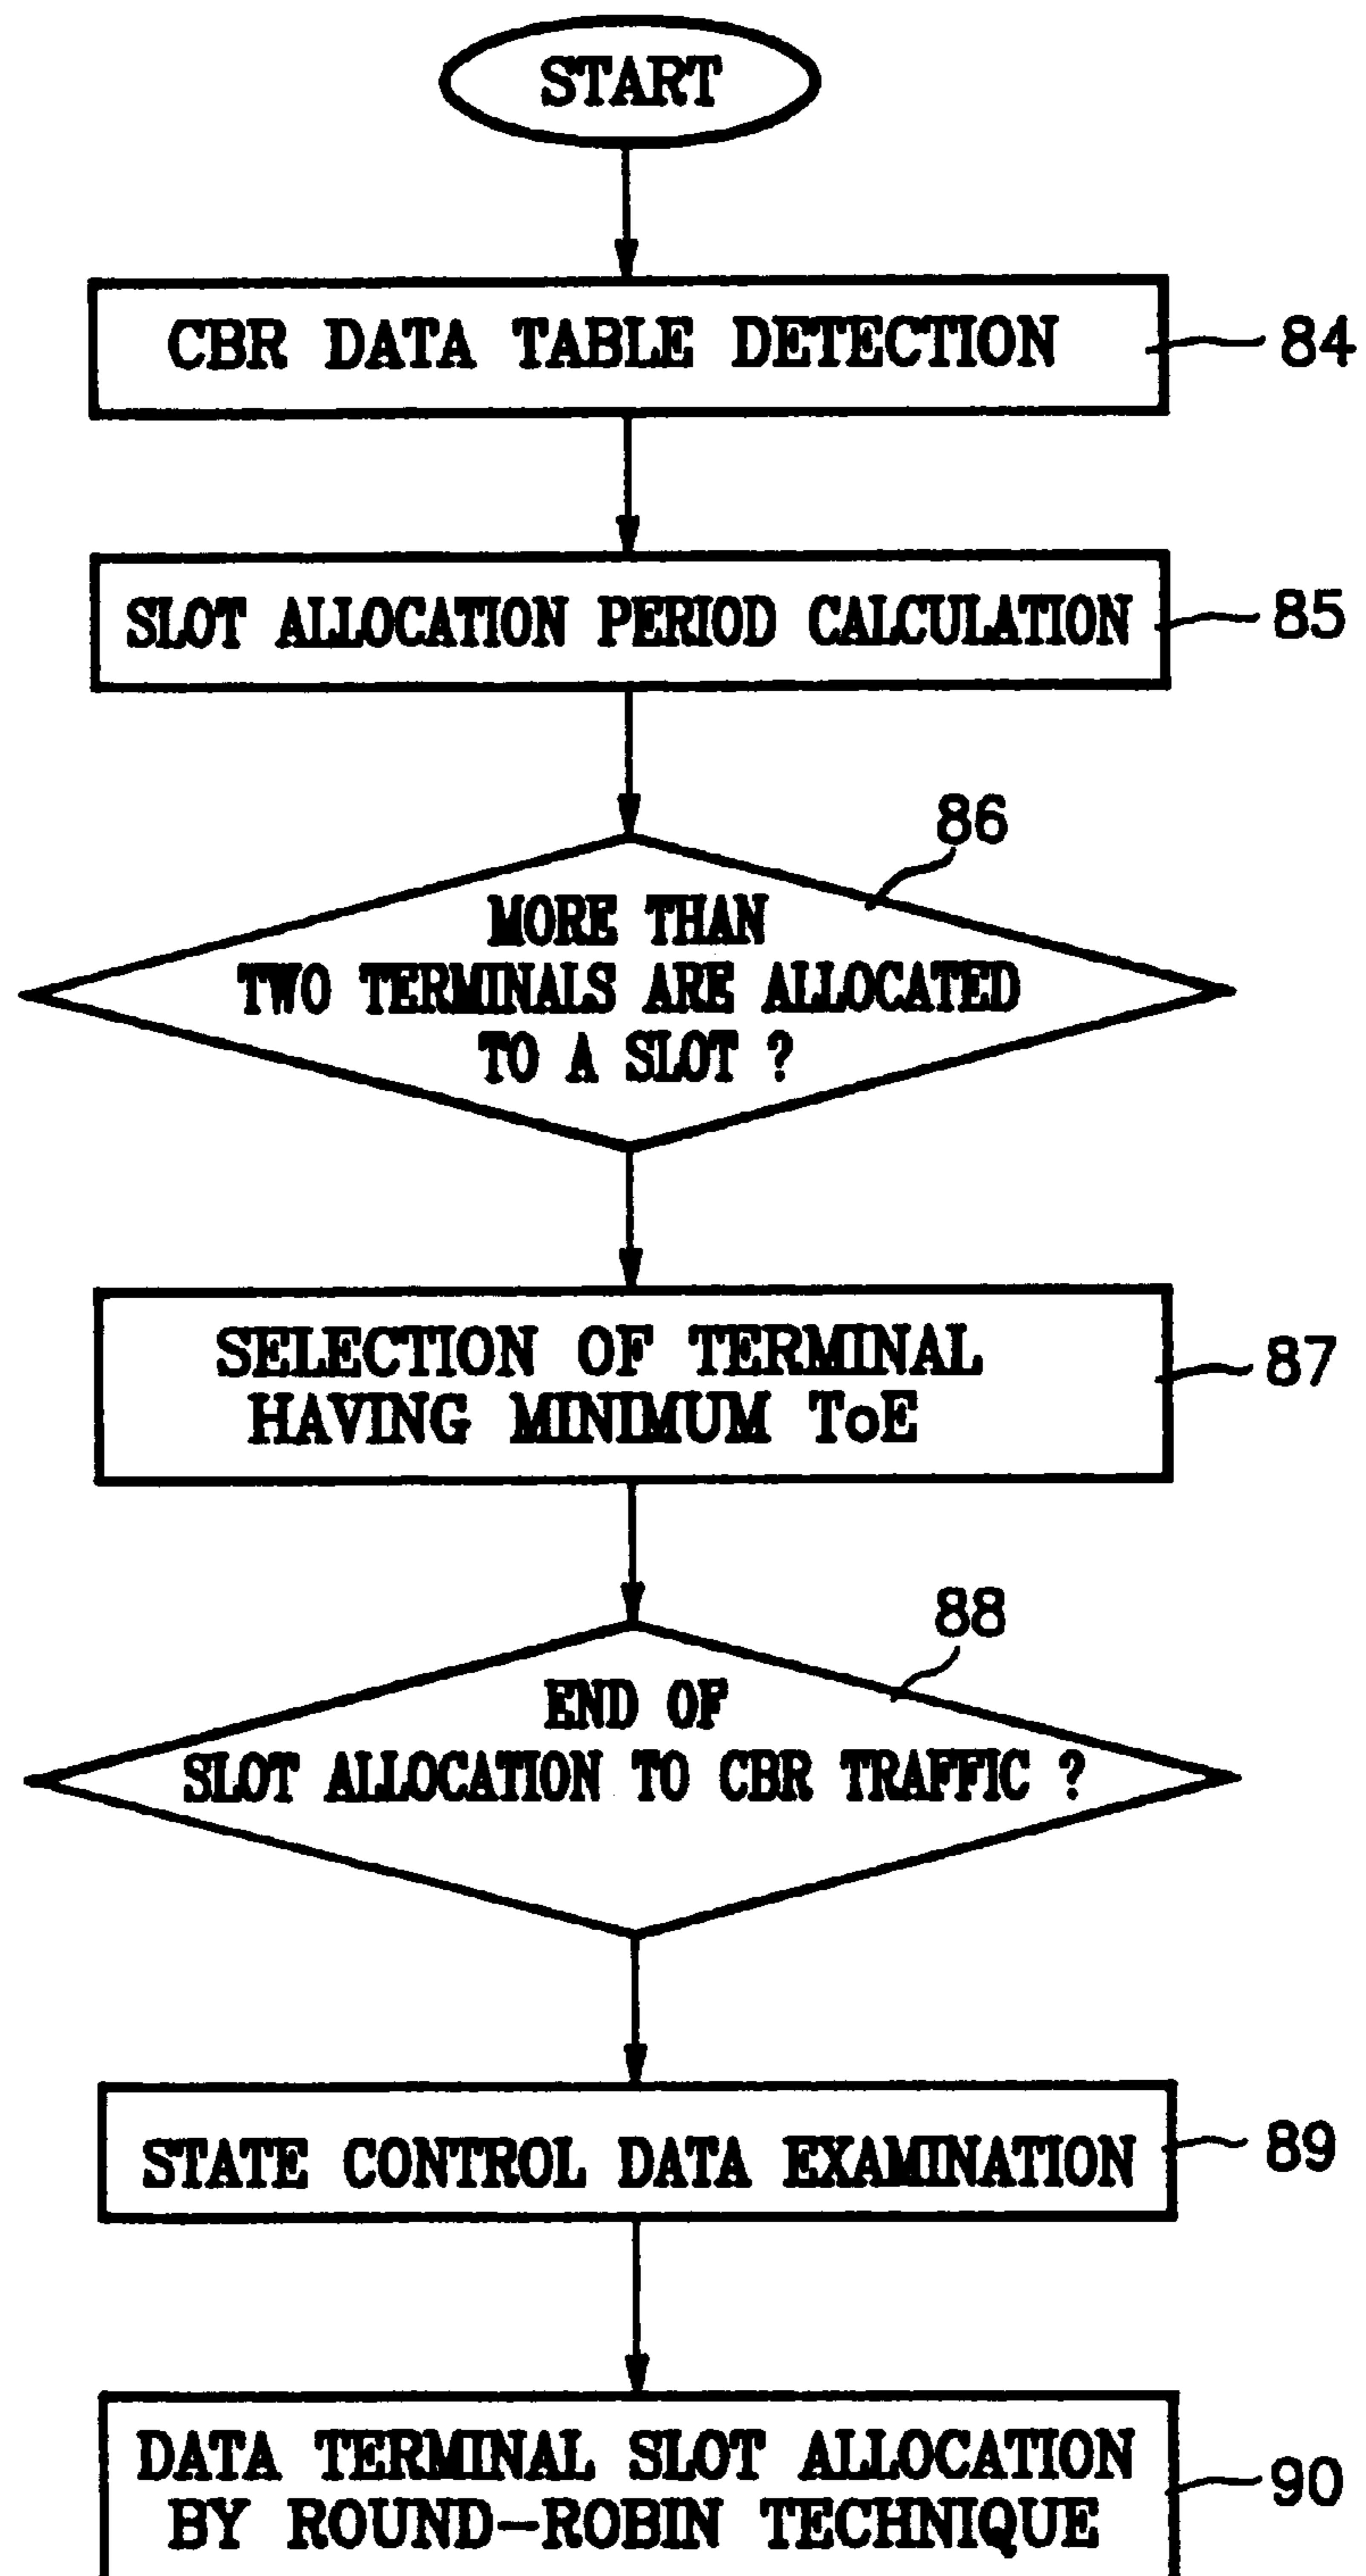 START
CBR DATA TABLE DETECTION
84
SLOT ALLOCATION PERIOD CALCULATION
85
86
MORE THAN
TWO TERMINALS ARE ALLOCATED
TO A SLOT ?
SELECTION OF TERMINAL
HAVING MINIMUM ToE
87
88
END OF
SLOT ALLOCATION TO CBR TRAFFIC ?
STATE CONTROL DATA EXAMINATION
89
DATA TERMINAL SLOT ALLOCATION
BY ROUND-ROBIN TECHNIQUE
90